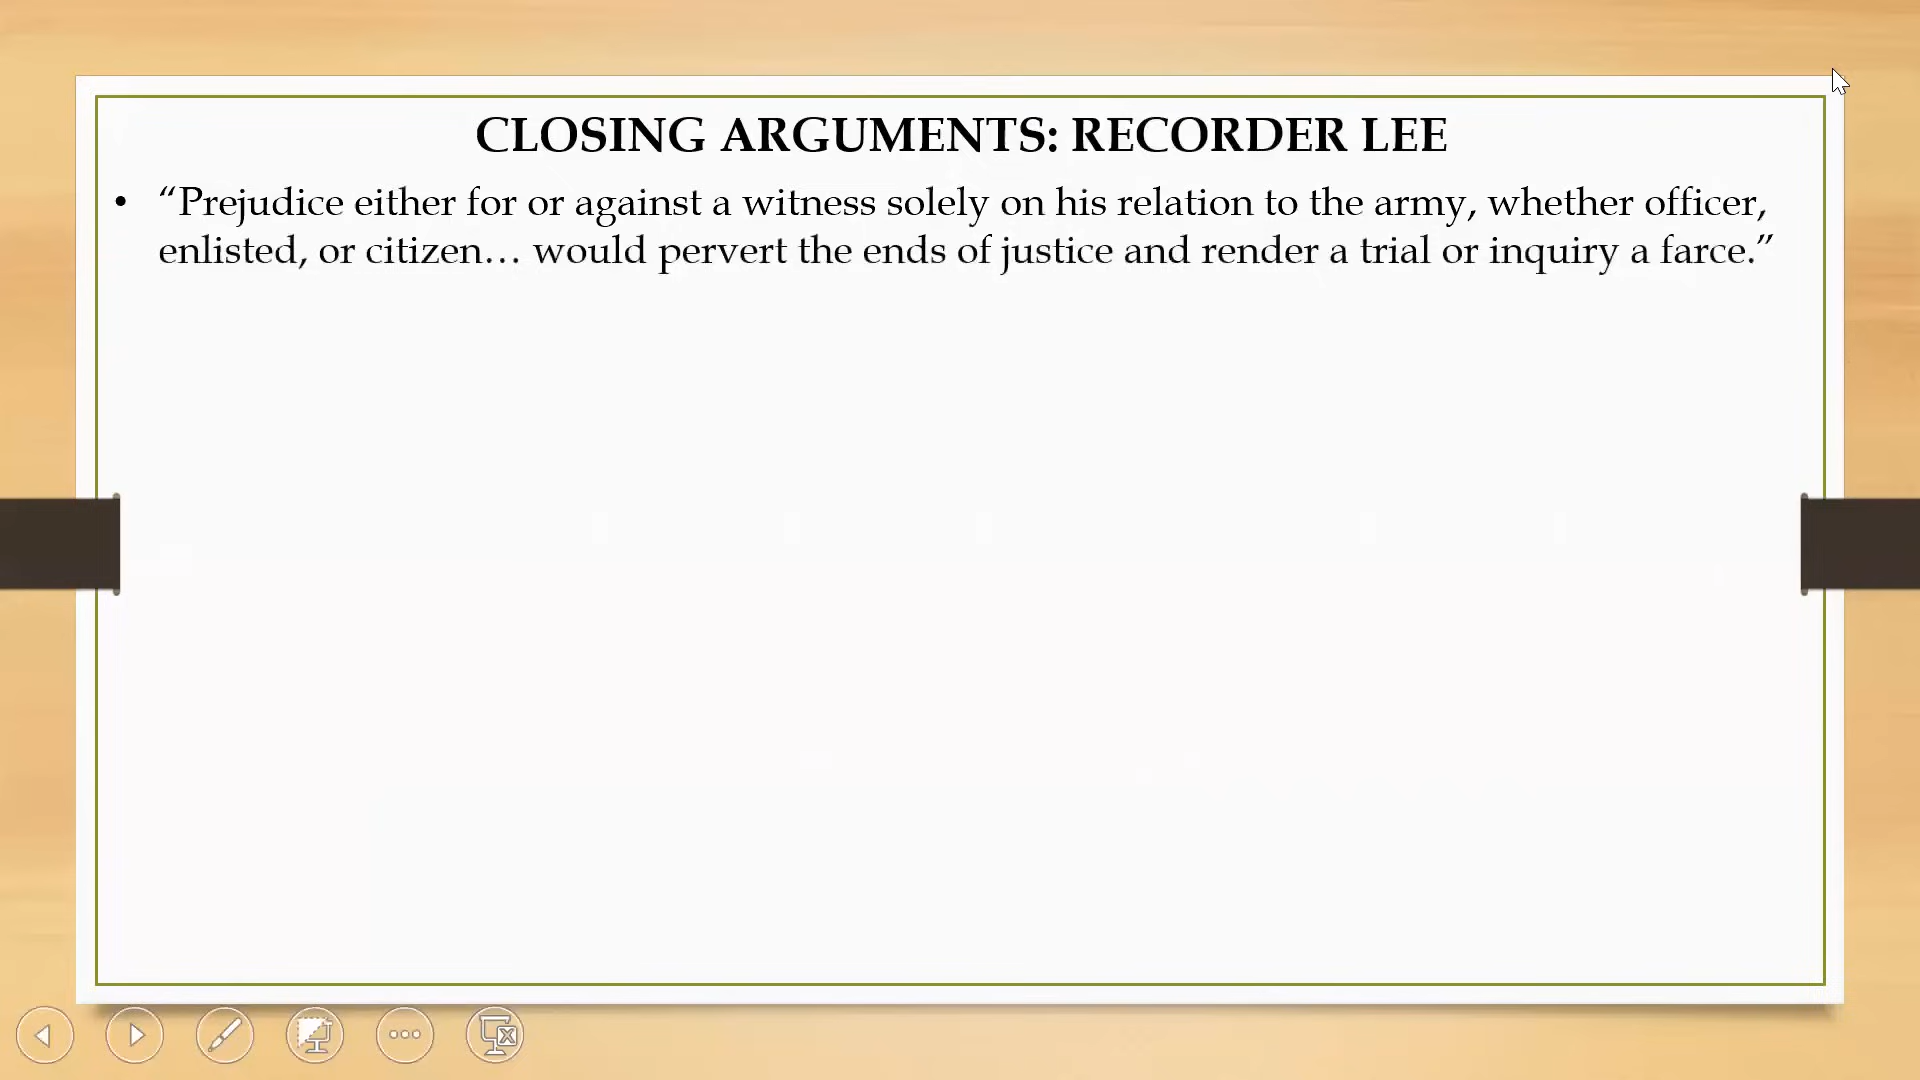 CLOSING ARGUMENTS: RECORDER LEE
• “Prejudice either for or against a witness solely on his relation to the army, whether officer,
enlisted, or citizen… would pervert the ends of justice and render a trial or inquiry a farce.”